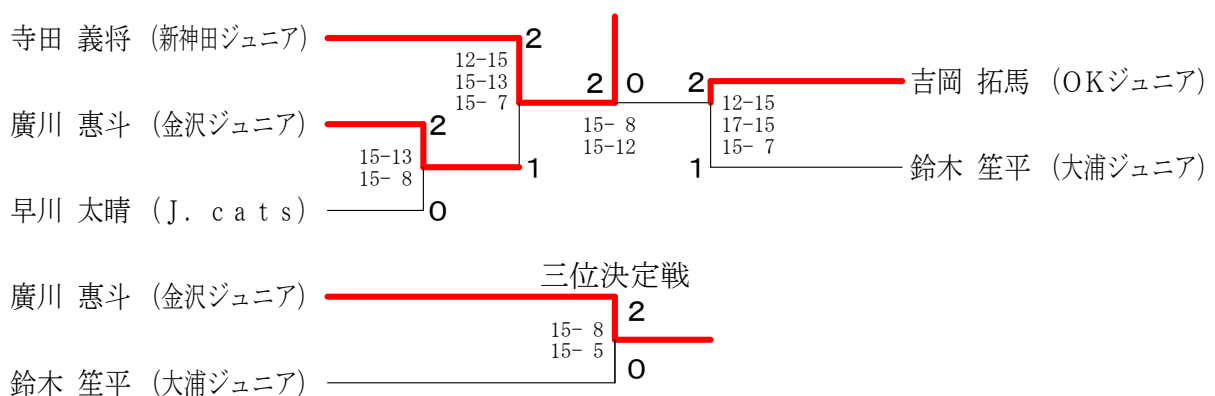 寺田 義将 (新神田ジュニア)
2
12-15
15-13
15- 7
2
0
15- 8
15-12
2
12-15
17-15
15- 7
吉岡 拓馬 (OKジュニア)
廣川 惠斗 (金沢ジュニア)
2
15-13
15- 8
1
1
鈴木 笙平 (大浦ジュニア)
早川 太晴 (J. cats)
0
三位決定戦
廣川 惠斗 (金沢ジュニア)
2
15- 8
15- 5
0
鈴木 笙平 (大浦ジュニア)